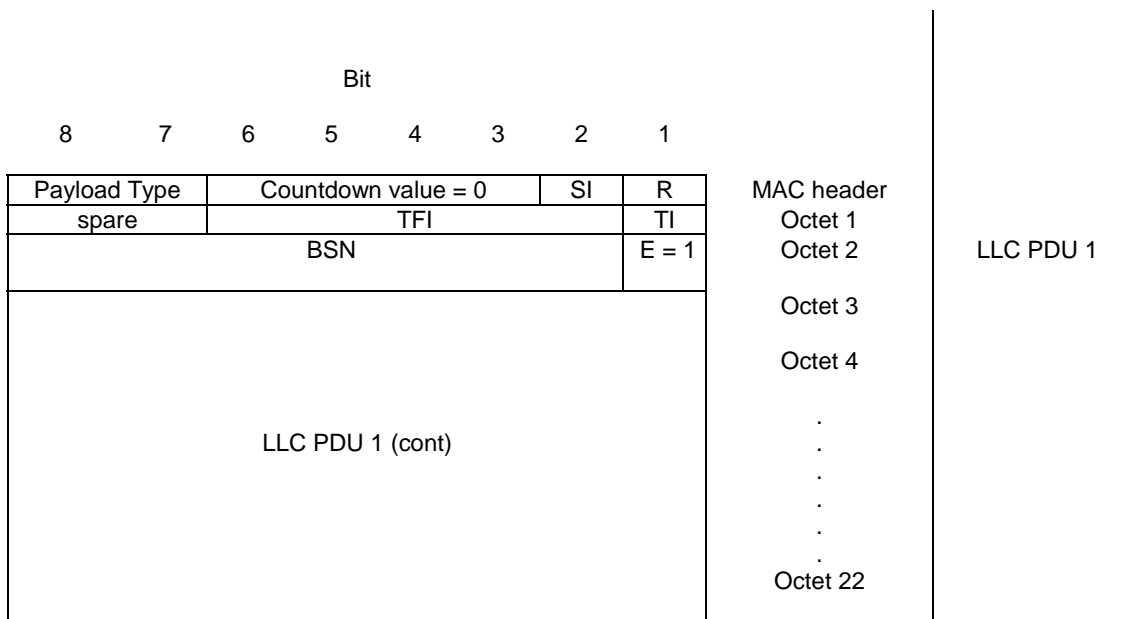 Bit
8 7 6 5 4 3 2 1
Payload Type Countdown value = 0 SI R MAC header
spare TFI TI Octet 1
BSN E = 1 Octet 2 LLC PDU 1
Octet 3
Octet 4
.
LLC PDU 1 (cont) .
.
.
.
.
Octet 22